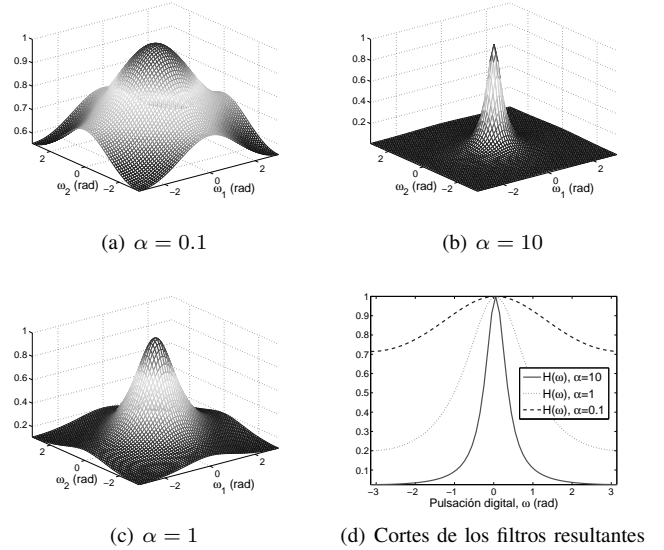 1
0.9
0.8
0.7
0.6
2
0
−2
ω2 (rad)
−2
0
2
ω1 (rad)
(a) α = 0.1
1
0.8
0.6
0.4
0.2
2
0
−2
ω2 (rad)
−2
0
2
ω1 (rad)
(b) α = 10
1
0.8
0.6
0.4
0.2
2
0
−2
ω2 (rad)
−2
0
2
ω1 (rad)
(c) α = 1
1
0.9
0.8
0.7
0.6
0.5
0.4
0.3
0.2
0.1
H(ω), α=10
H(ω), α=1
H(ω), α=0.1
−3 −2 −1 0 1 2 3
Pulsación digital, ω (rad)
(d) Cortes de los filtros resultantes